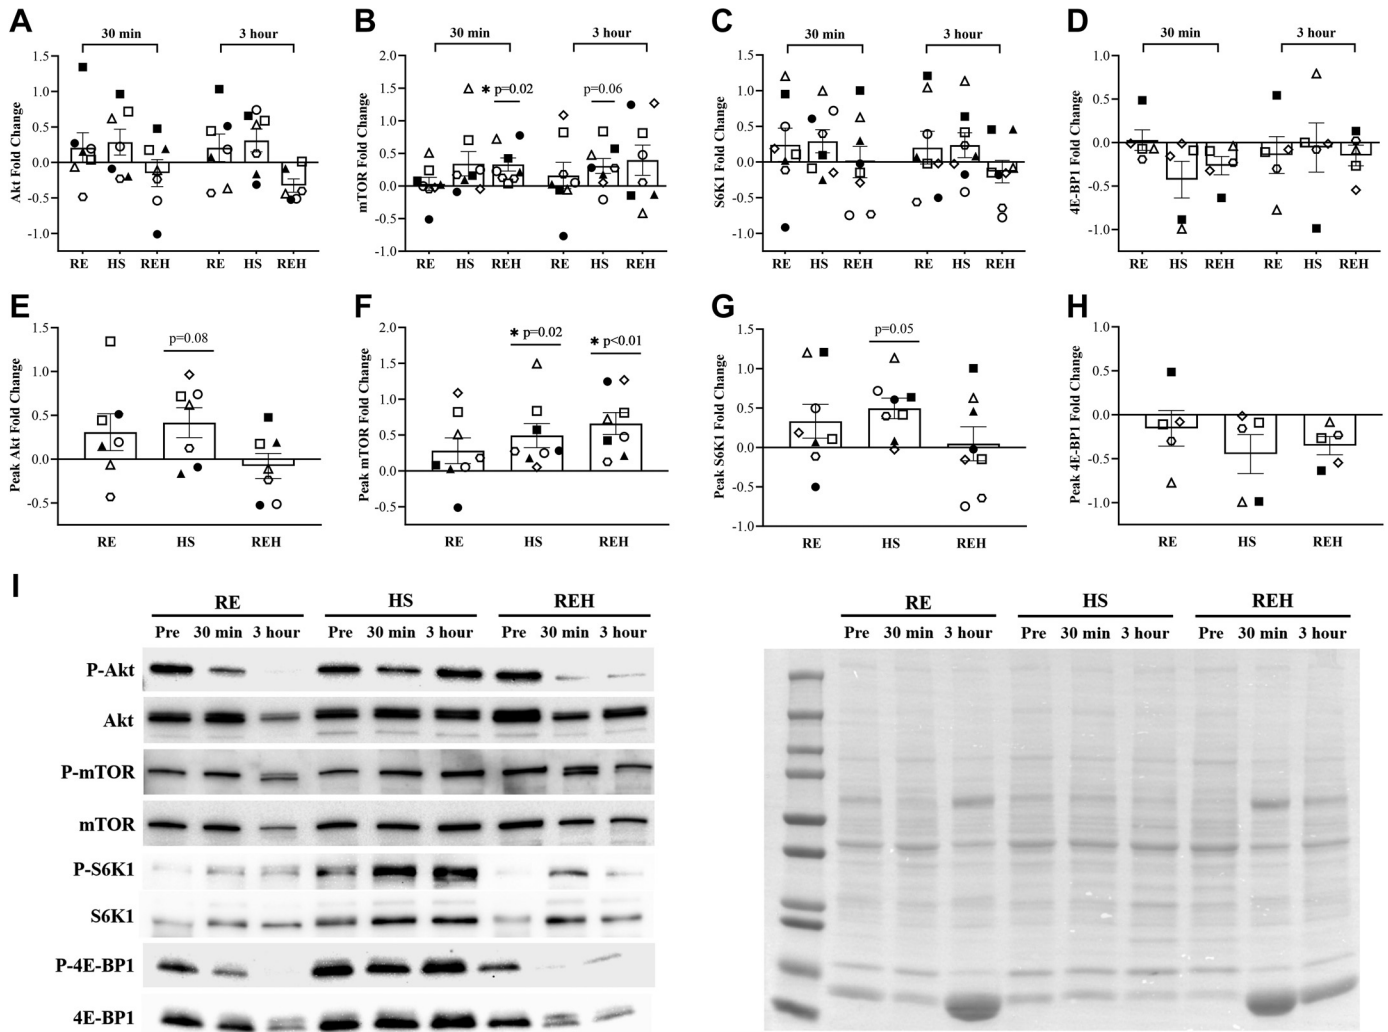 A
30 min
3 hour
Akt Fold Change
1.5
1.0
0.5
0.0
-0.5
-1.0
RE HS REH RE HS REH
B
30 min
3 hour
mTOR Fold Change
2.0
1.5
1.0
0.5
0.0
-0.5
-1.0
* p=0.02
p=0.06
RE HS REH RE HS REH
C
30 min
3 hour
S6K1 Fold Change
1.5
1.0
0.5
0.0
-0.5
-1.0
RE HS REH RE HS REH
D
30 min
3 hour
4E-BP1 Fold Change
1.0
0.5
0.0
-0.5
-1.0
RE HS REH RE HS REH
E
Peak Akt Fold Change
1.5
1.0
0.5
0.0
-0.5
p=0.08
RE HS REH
F
Peak mTOR Fold Change
2.0
1.5
1.0
0.5
0.0
-0.5
* p=0.02
* p<0.01
RE HS REH
G
Peak S6K1 Fold Change
1.5
1.0
0.5
0.0
-0.5
-1.0
p=0.05
RE HS REH
H
Peak 4E-BP1 Fold Change
1.0
0.5
0.0
-0.5
-1.0
RE HS REH
I
RE HS REH
Pre 30 min 3 hour Pre 30 min 3 hour Pre 30 min 3 hour
P-Akt
Akt
P-mTOR
mTOR
P-S6K1
S6K1
P-4E-BP1
4E-BP1
RE HS REH
Pre 30 min 3 hour Pre 30 min 3 hour Pre 30 min 3 hour